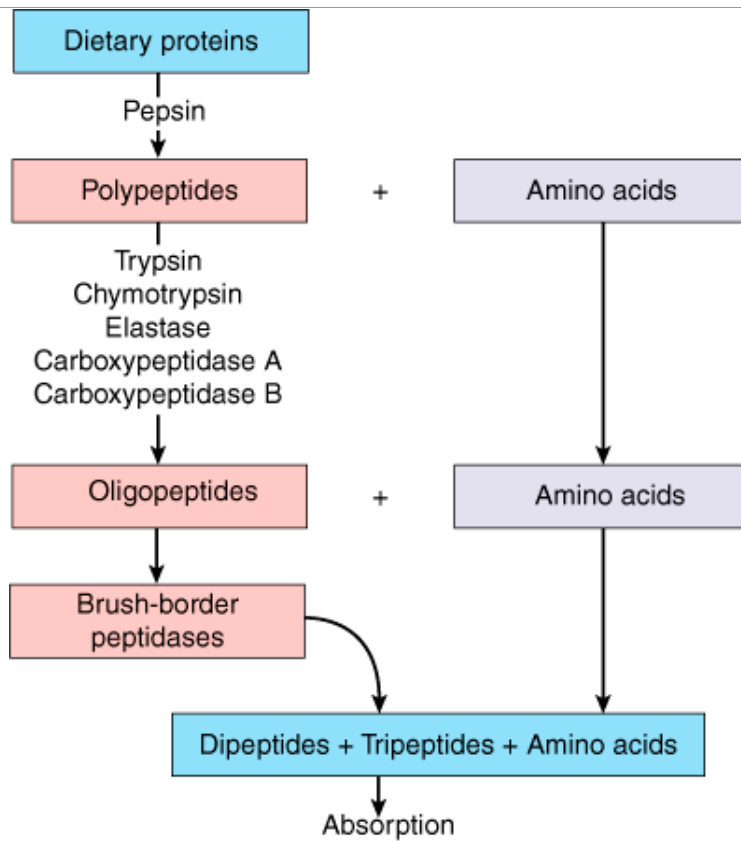 Dietary proteins
Pepsin
Polypeptides + Amino acids
Trypsin
Chymotrypsin
Elastase
Carboxypeptidase A
Carboxypeptidase B
Oligopeptides + Amino acids
Brush-border
peptidases
Dipeptides + Tripeptides + Amino acids
Absorption